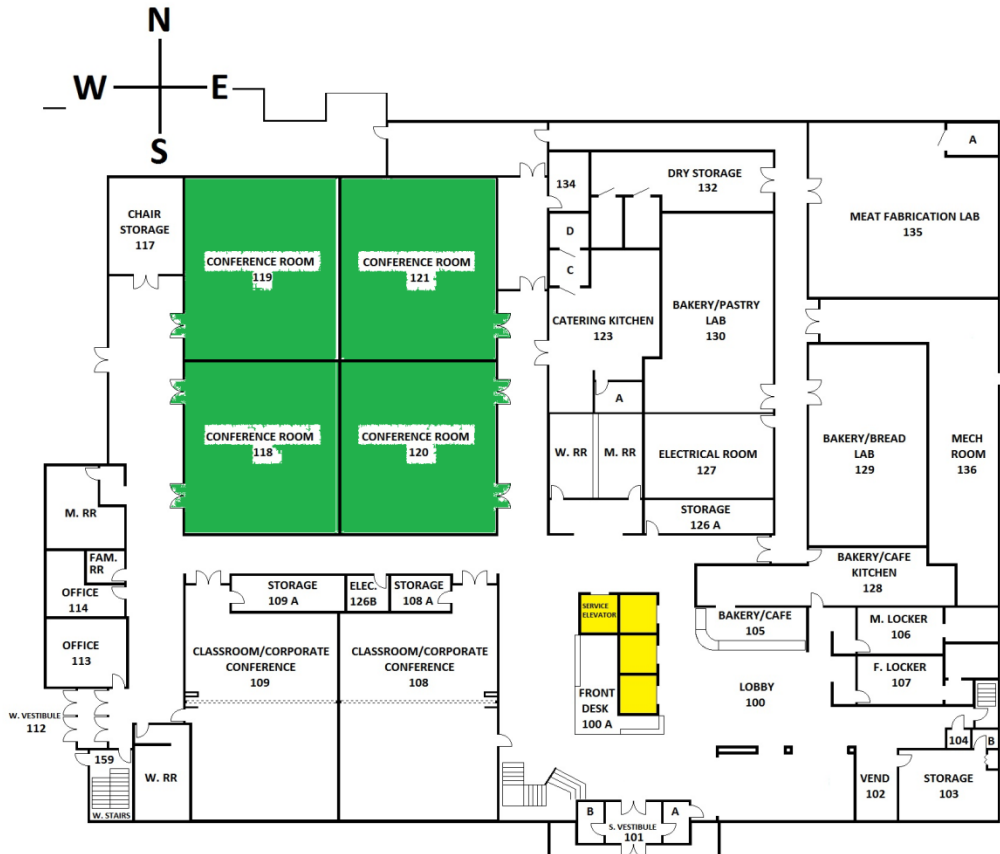 N
W E
S
CHAIR
STORAGE
117
CONFERENCE ROOM
119
CONFERENCE ROOM
121
134
DRY STORAGE
132
A
MEAT FABRICATION LAB
135
D
C
CATERING KITCHEN
123
BAKERY/PASTRY
LAB
130
A
CONFERENCE ROOM
118
CONFERENCE ROOM
120
W. RR
M. RR
ELECTRICAL ROOM
127
BAKERY/BREAD
LAB
129
MECH
ROOM
136
STORAGE
126 A
M. RR
FAM.
RR
OFFICE
114
OFFICE
113
STORAGE
109 A
ELEC.
126B
STORAGE
108 A
BAKERY/CAFE
KITCHEN
128
SERVICE
ELEVATOR
BAKERY/CAFE
105
M. LOCKER
106
CLASSROOM/CORPORATE
CONFERENCE
109
CLASSROOM/CORPORATE
CONFERENCE
108
F. LOCKER
107
FRONT
DESK
100 A
LOBBY
100
W. VESTIBULE
112
159
W. RR
W. STAIRS
104
B
VEND
102
STORAGE
103
B
S. VESTIBULE
101
A